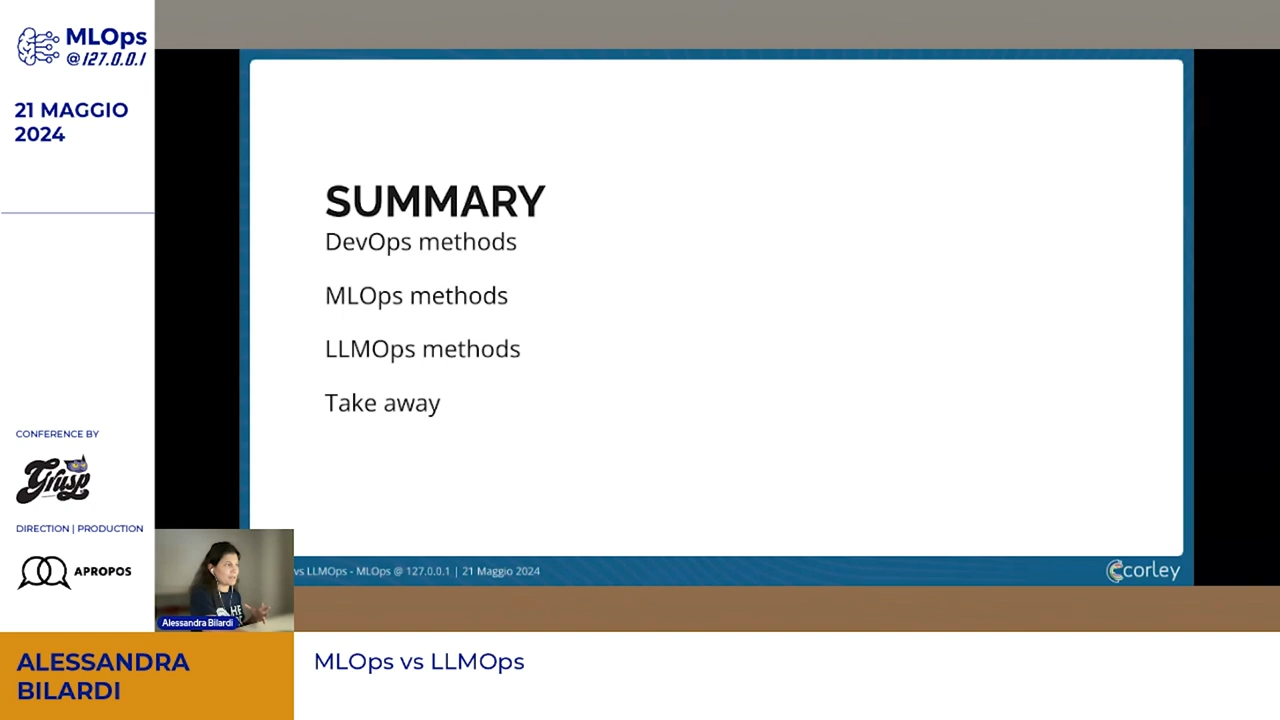 MLOps
@127.0.0.1
21 MAGGIO
2024
SUMMARY
DevOps methods
MLOps methods
LLMOps methods
Take away
CONFERENCE BY
Grusp
DIRECTION | PRODUCTION
APROPOS
Alessandra Bilardi
vs LLMOps - MLOps @ 127.0.0.1 | 21 Maggio 2024
corley
ALESSANDRA
BILARDI
MLOps vs LLMOps